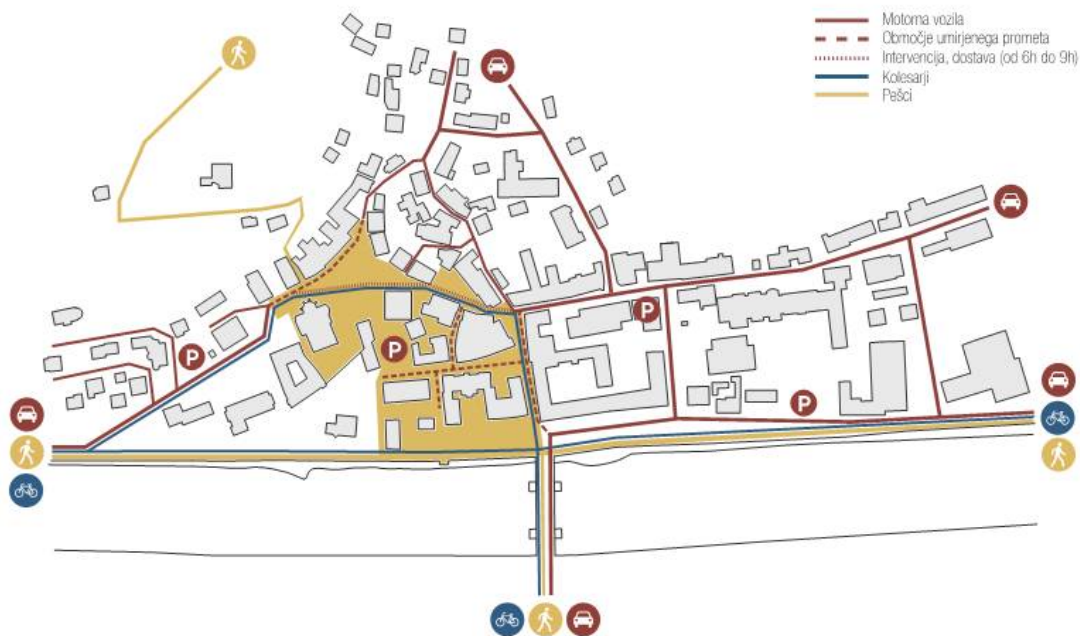 Motorna vozila
Območje umirjenega prometa
Intervencija, dostava (od 6h do 9h)
Kolesarji
Pešci
P
P
P
P